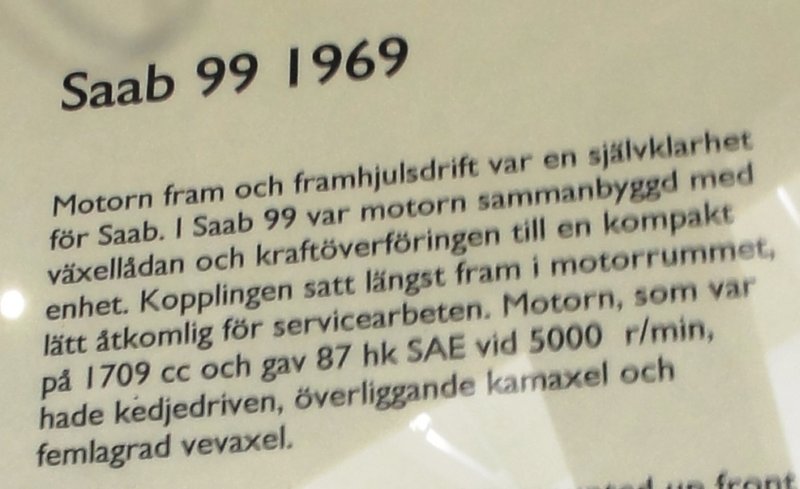 Saab 99 1969
Motorn fram och framhjulsdrift var en självklarhet
för Saab. I Saab 99 var motorn sammanbyggd med
växellådan och kraftöverföringen till en kompakt
enhet. Kopplingen satt längst fram i motorrummet,
lätt åtkomlig för servicearbeten. Motorn, som var
på 1709 cc och gav 87 hk SAE vid 5000 r/min,
hade kedjedriven, överliggande kamaxel och
femlagrad vevaxel.
up front